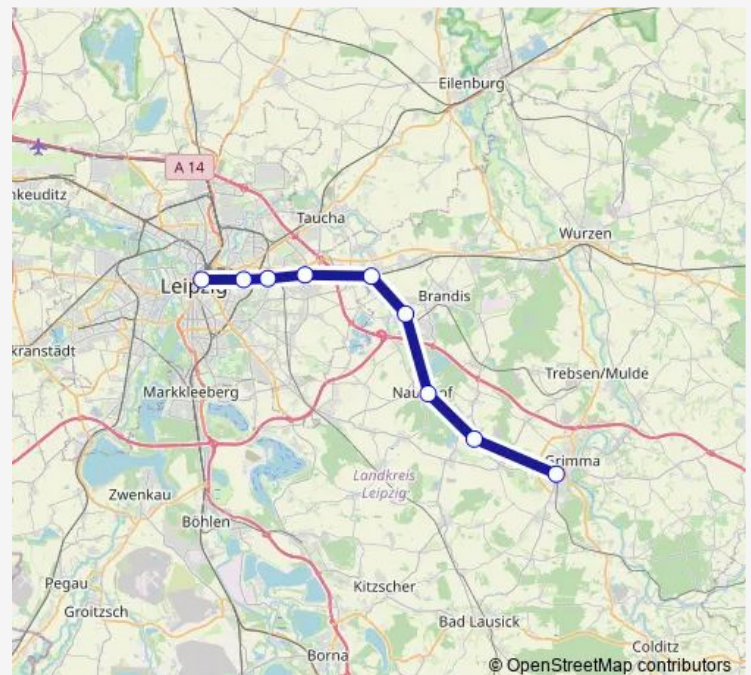 Eilenburg
A 14
keuditz
Taucha
Wurzen
Leipzig
Brandis
kranstädt
Trebsen/Mulde
Markkleeberg
Grimma
Landkreis
Leipzig
Zwenkau
Böhlen
Kitzscher
Pegau
Groitzsch
Bad Lausick
Colditz
Borna
© OpenStreetMap contributors